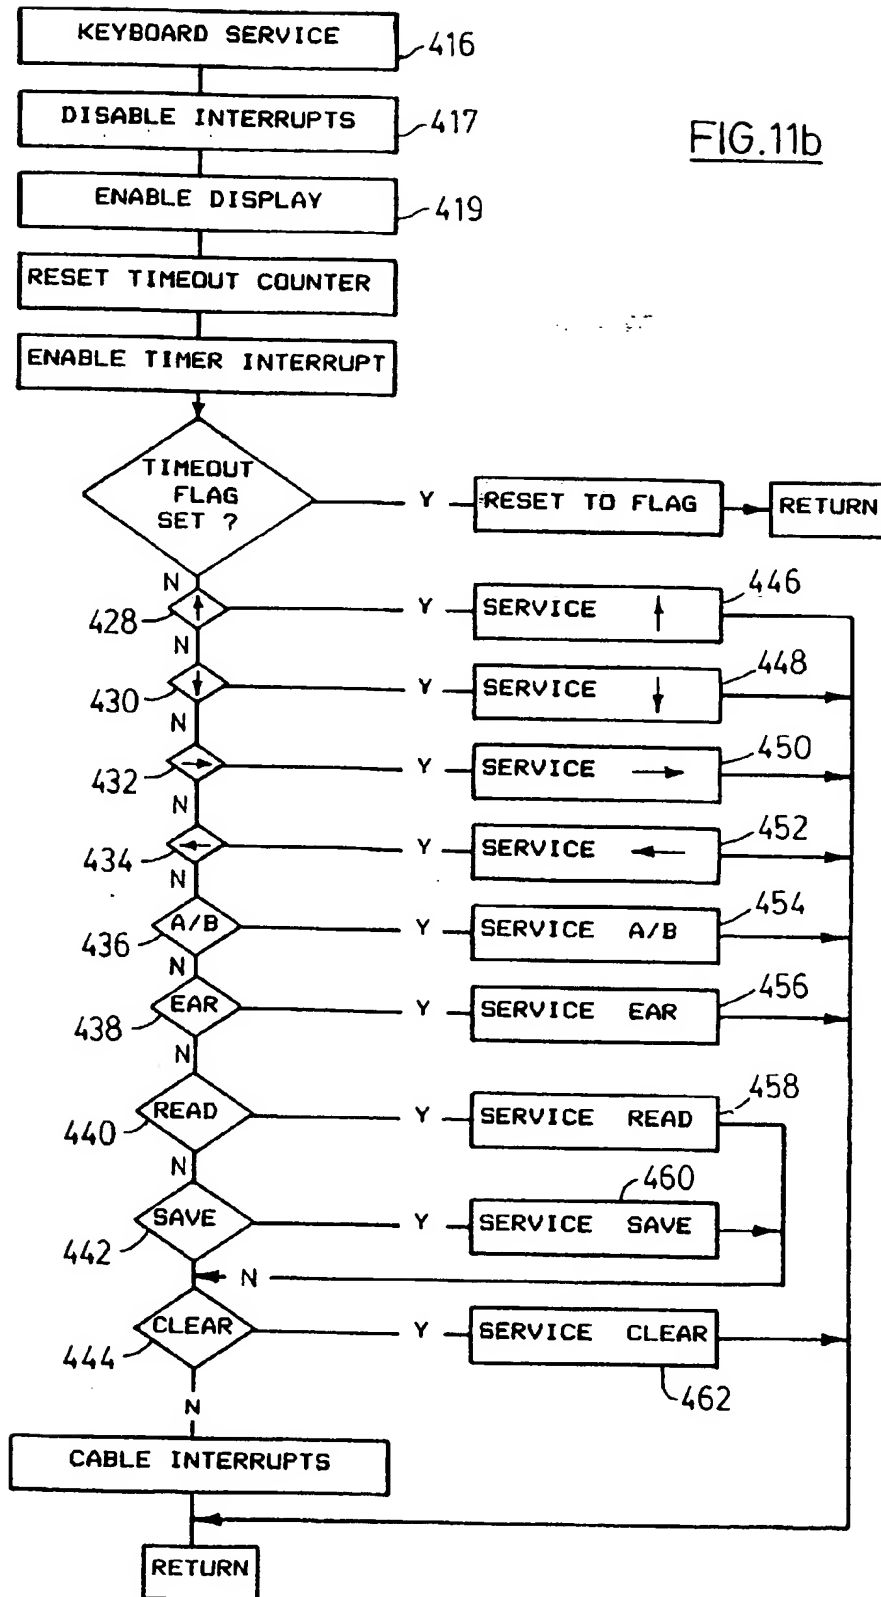 KEYBOARD SERVICE
416
DISABLE INTERRUPTS
417
FIG.11b
ENABLE DISPLAY
419
RESET TIMEOUT COUNTER
ENABLE TIMER INTERRUPT
TIMEOUT
FLAG
SET ?
Y
RESET TO FLAG
RETURN
N
428
↑
Y
SERVICE ↑
446
N
430
↓
Y
SERVICE ↓
448
N
432
→
Y
SERVICE →
450
N
434
←
Y
SERVICE ←
452
N
436
A/B
Y
SERVICE A/B
454
N
438
EAR
Y
SERVICE EAR
456
N
440
READ
Y
SERVICE READ
458
N
442
SAVE
Y
SERVICE SAVE
460
N
444
CLEAR
Y
SERVICE CLEAR
462
N
CABLE INTERRUPTS
RETURN